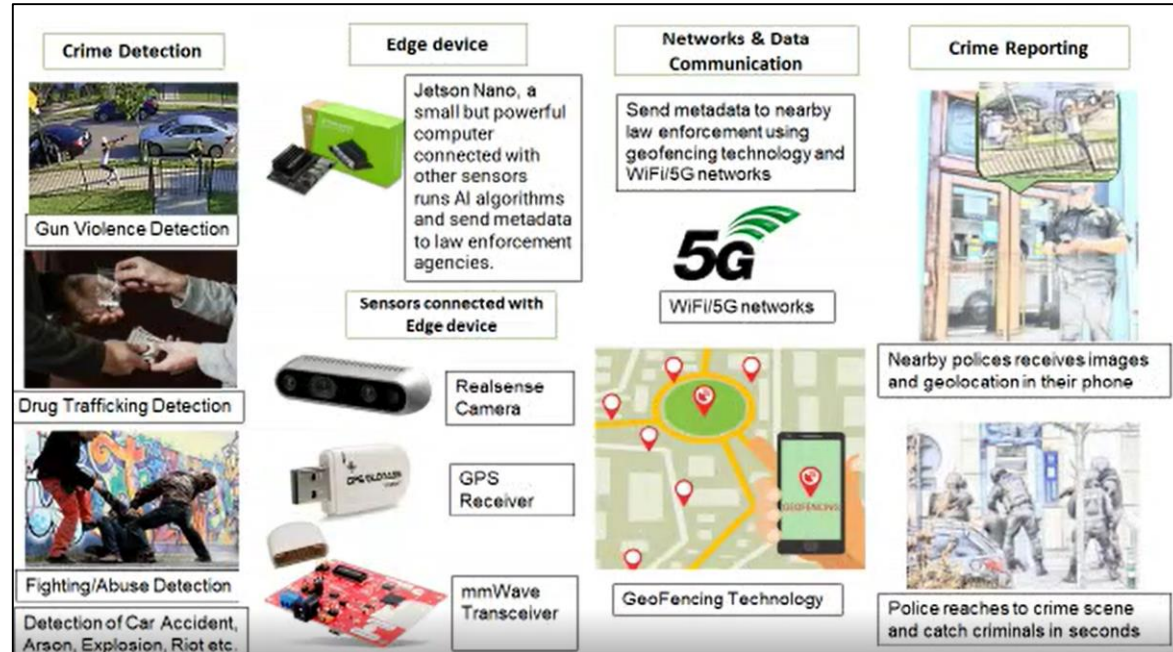 Crime Detection
Gun Violence Detection
Drug Trafficking Detection
Fighting/Abuse Detection
Detection of Car Accident,
Arson, Explosion, Riot etc.
Edge device
Jetson Nano, a
small but powerful
computer
connected with
other sensors
runs AI algorithms
and send metadata
to law enforcement
agencies.
Sensors connected with
Edge device
Realsense
Camera
GPS
Receiver
mmWave
Transceiver
Networks & Data
Communication
Send metadata to nearby
law enforcement using
geofencing technology and
WiFi/5G networks
5G
WiFi/5G networks
GEOFENCING
GeoFencing Technology
Crime Reporting
Nearby polices receives images
and geolocation in their phone
Police reaches to crime scene
and catch criminals in seconds